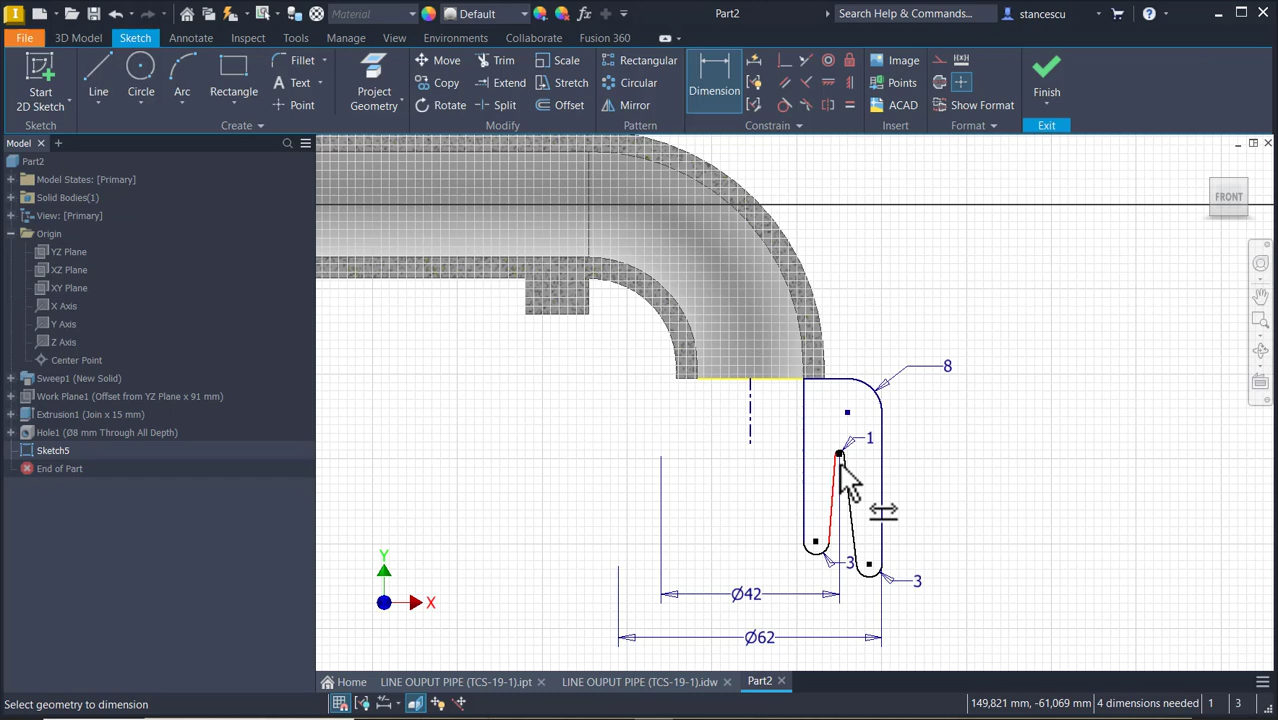 Material
Default
Part2
Search Help & Commands...
stancescu
File
3D Model
Sketch
Annotate
Inspect
Tools
Manage
View
Environments
Collaborate
Fusion 360
Start
2D Sketch
Line
Circle
Arc
Rectangle
Fillet
Text
Point
Project
Geometry
Move
Copy
Rotate
Trim
Extend
Split
Scale
Stretch
Offset
Rectangular
Circular
Mirror
Dimension
Image
Points
ACAD
Show Format
Finish
Sketch
Create
Modify
Pattern
Constrain
Insert
Format
Exit
Model
Part2
Model States: [Primary]
Solid Bodies(1)
View: [Primary]
Origin
YZ Plane
XZ Plane
XY Plane
X Axis
Y Axis
Z Axis
Center Point
Sweep1 (New Solid)
Work Plane1 (Offset from YZ Plane x 91 mm)
Extrusion1 (Join x 15 mm)
Hole1 (Ø8 mm Through All Depth)
Sketch5
End of Part
FRONT
8
1
3
3
Ø42
Ø62
Y
X
Home
LINE OUPUT PIPE (TCS-19-1).ipt
LINE OUPUT PIPE (TCS-19-1).idw
Part2
Select geometry to dimension
149,821 mm, -61,069 mm
4 dimensions needed
1
3